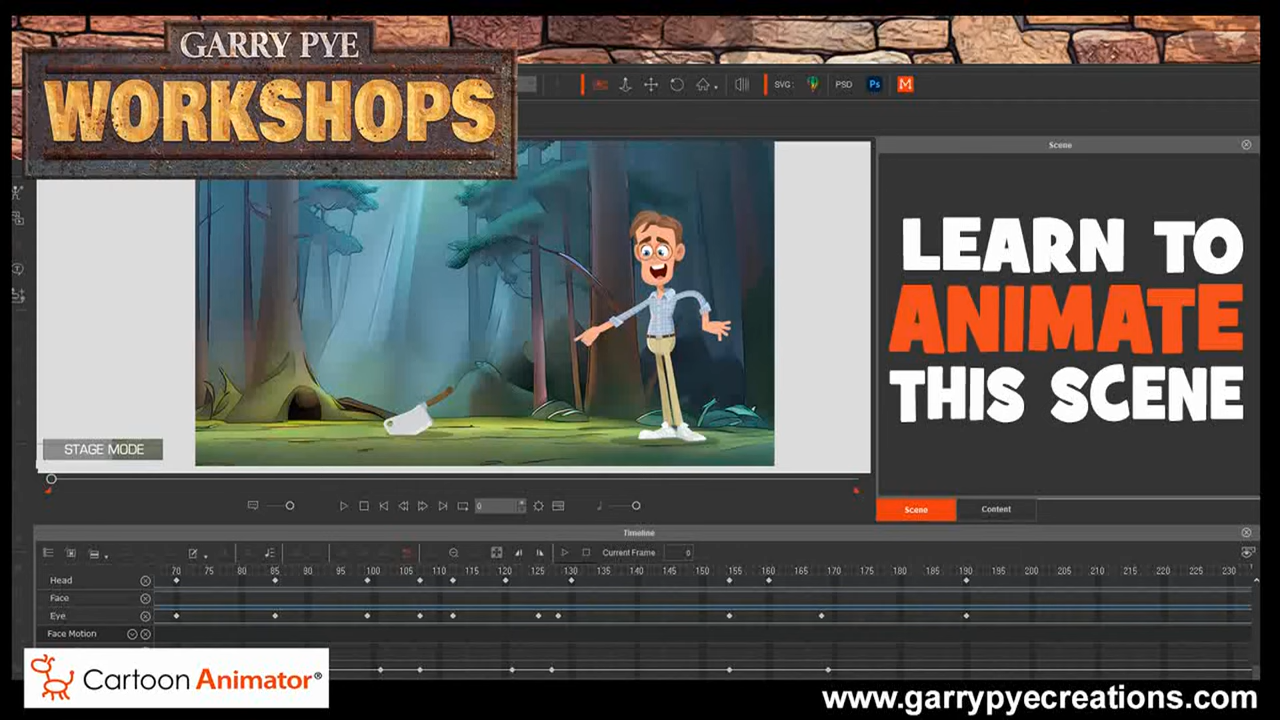 GARRY PYE
WORKSHOPS
SVG:
PSD
Ps
M
Scene
LEARN TO
ANIMATE
THIS SCENE
STAGE MODE
0
Scene
Content
Timeline
Current Frame
0
70 75 80 85 90 95 100 105 110 115 120 125 130 135 140 145 150 155 160 165 170 175 180 185 190 195 200 205 210 215 220 225 230
Head
Face
Eye
Face Motion
Cartoon Animator®
www.garrypyecreations.com